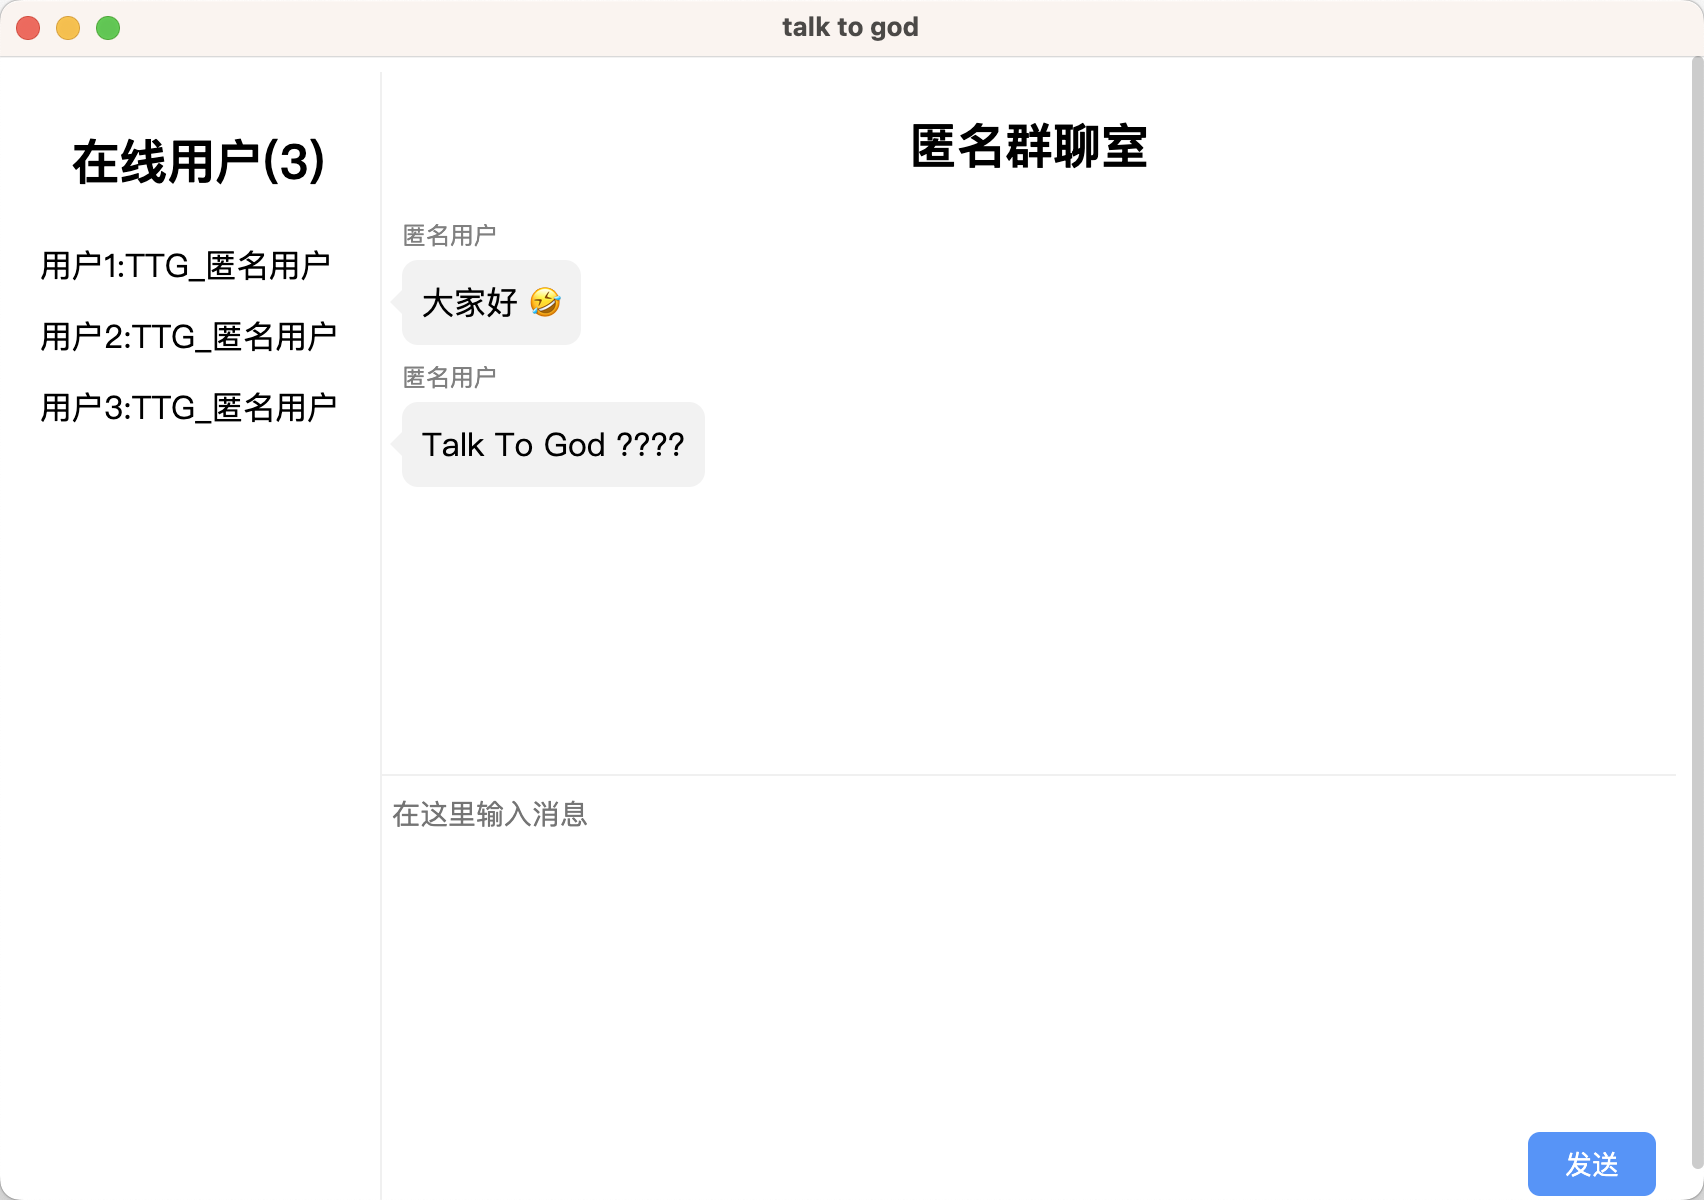 talk to god
在线用户(3)
用户1:TTG_匿名用户
用户2:TTG_匿名用户
用户3:TTG_匿名用户
匿名群聊室
匿名用户
大家好 🤣
匿名用户
Talk To God ????
在这里输入消息
发送